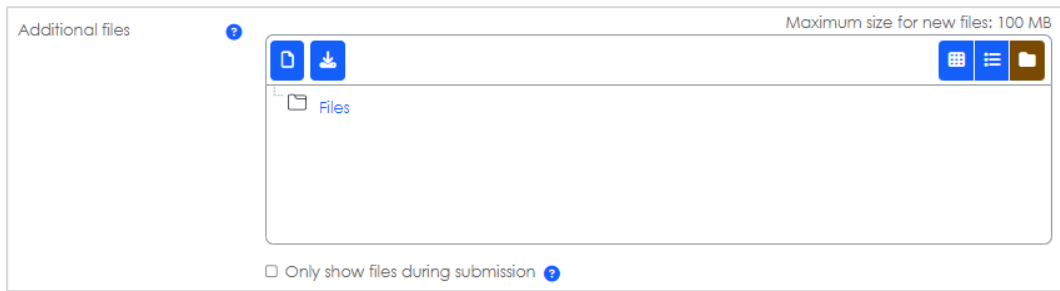 Maximum size for new files: 100 MB
Additional files
Files
Only show files during submission